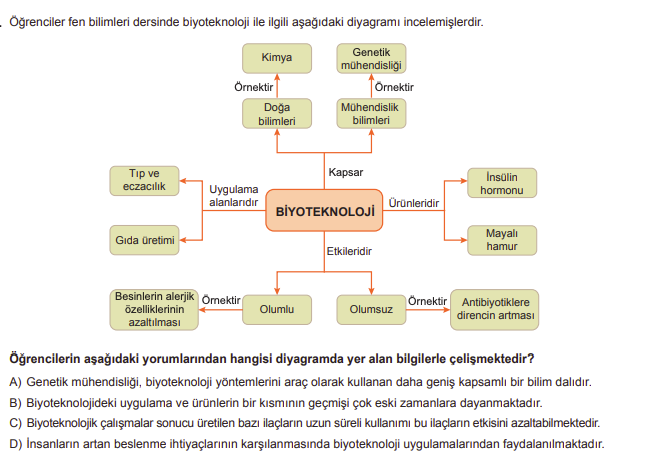 . Öğrenciler fen bilimleri dersinde biyoteknoloji ile ilgili aşağıdaki diyagramı incelemişlerdir.
Kimya
Genetik
mühendisliği
Örnektir
Örnektir
Doğa
bilimleri
Mühendislik
bilimleri
Kapsar
Tıp ve
eczacılık
Uygulama
alanlarıdır
BİYOTEKNOLOJİ
Ürünleridir
İnsülin
hormonu
Gıda üretimi
Mayalı
hamur
Etkileridir
Besinlerin alerjik
özelliklerinin
azaltılması
Örnektir
Olumlu
Olumsuz
Örnektir
Antibiyotiklere
direncin artması
Öğrencilerin aşağıdaki yorumlarından hangisi diyagramda yer alan bilgilerle çelişmektedir?
A) Genetik mühendisliği, biyoteknoloji yöntemlerini araç olarak kullanan daha geniş kapsamlı bir bilim dalıdır.
B) Biyoteknolojideki uygulama ve ürünlerin bir kısmının geçmişi çok eski zamanlara dayanmaktadır.
C) Biyoteknolojik çalışmalar sonucu üretilen bazı ilaçların uzun süreli kullanımı bu ilaçların etkisini azaltabilmektedir.
D) İnsanların artan beslenme ihtiyaçlarının karşılanmasında biyoteknoloji uygulamalarından faydalanılmaktadır.